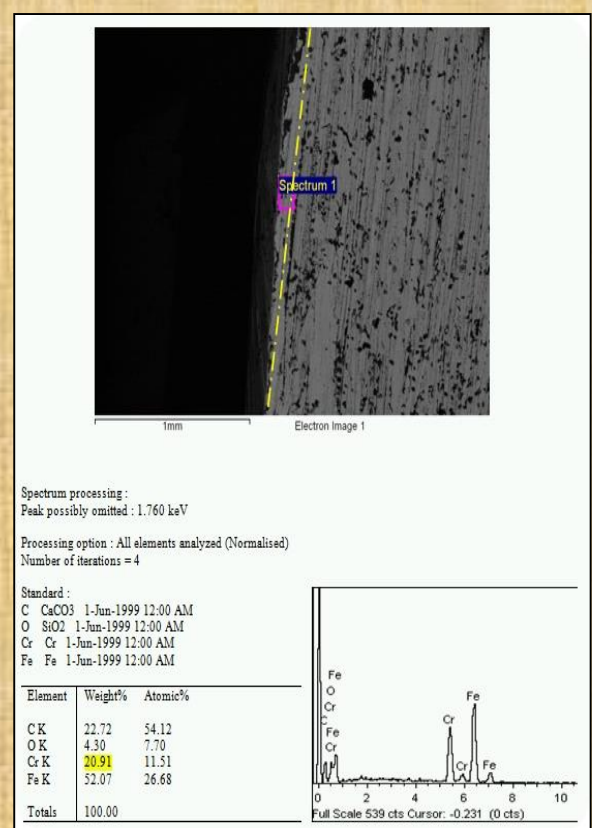 Spectrum 1
1mm Electron Image 1
Spectrum processing :
Peak possibly omitted : 1.760 keV
Processing option : All elements analyzed (Normalised)
Number of iterations = 4
Standard :
C CaCO3 1-Jun-1999 12:00 AM
O SiO2 1-Jun-1999 12:00 AM
Cr Cr 1-Jun-1999 12:00 AM
Fe Fe 1-Jun-1999 12:00 AM
Element Weight% Atomic%
C K 22.72 54.12
O K 4.30 7.70
Cr K 20.91 11.51
Fe K 52.07 26.68
Totals 100.00
Fe
O
Cr
C
Fe
Cr
Cr
Cr
Fe
Fe
0 2 4 6 8 10
Full Scale 539 cts Cursor: -0.231 (0 cts)